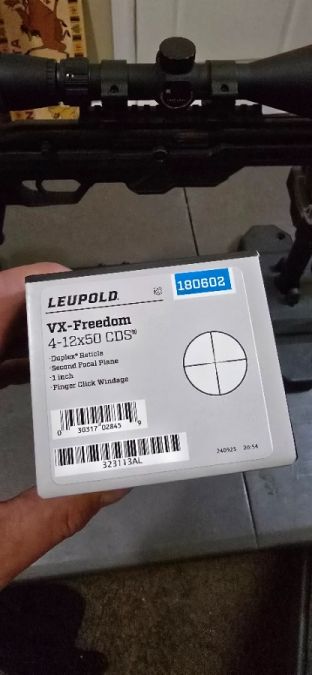 LEUPOLD.
180602
VX-Freedom
4-12x50 CDS®
·Duplex® Reticle
·Second Focal Plane
·1 inch
·Finger Click Windage
0 30317 02845 9
323113AL
240925 20:54